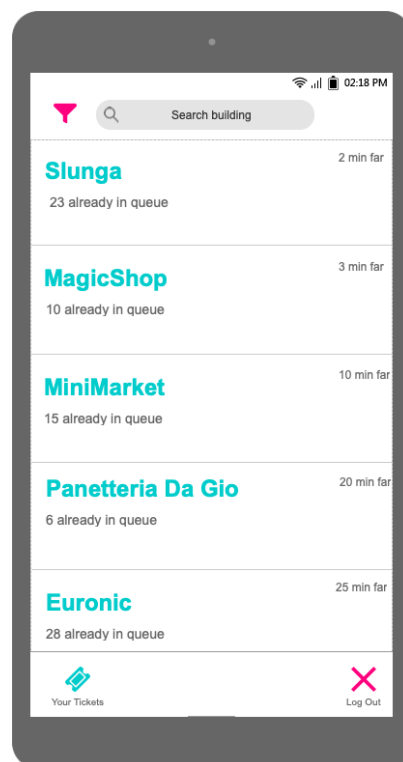 02:18 PM
Search building
Slunga
2 min far
23 already in queue
MagicShop
3 min far
10 already in queue
MiniMarket
10 min far
15 already in queue
Panetteria Da Gio
20 min far
6 already in queue
Euronic
25 min far
28 already in queue
Your Tickets
Log Out